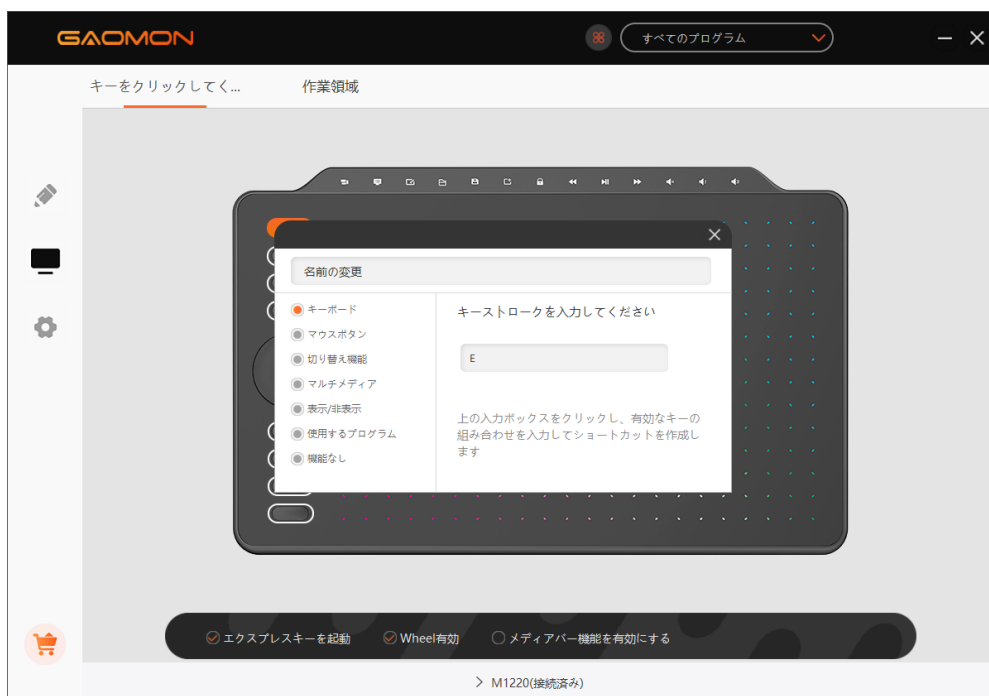 GAOMON
すべてのプログラム
キーをクリックしてく...
作業領域
名前の変更
キーボード
マウスボタン
切り替え機能
マルチメディア
表示/非表示
使用するプログラム
機能なし
キーストロークを入力してください
E
上の入力ボックスをクリックし、有効なキーの
組み合わせを入力してショートカットを作成し
ます
エクスプレスキーを起動
Wheel有効
メディアバー機能を有効にする
M1220(接続済み)